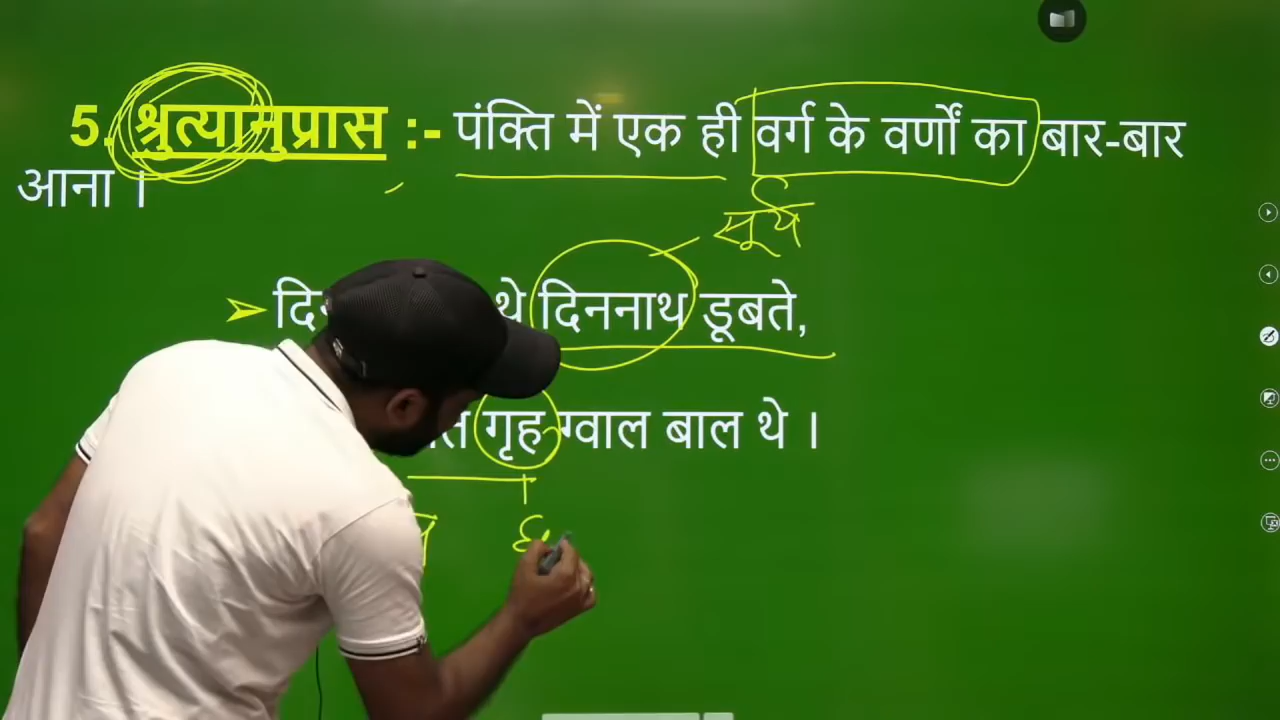 5. श्रुत्यानुप्रास :- पंक्ति में एक ही वर्ग के वर्णों का बार-बार
आना ।
सूर्य
थे दिननाथ डूबते,
गृह ग्वाल बाल थे ।